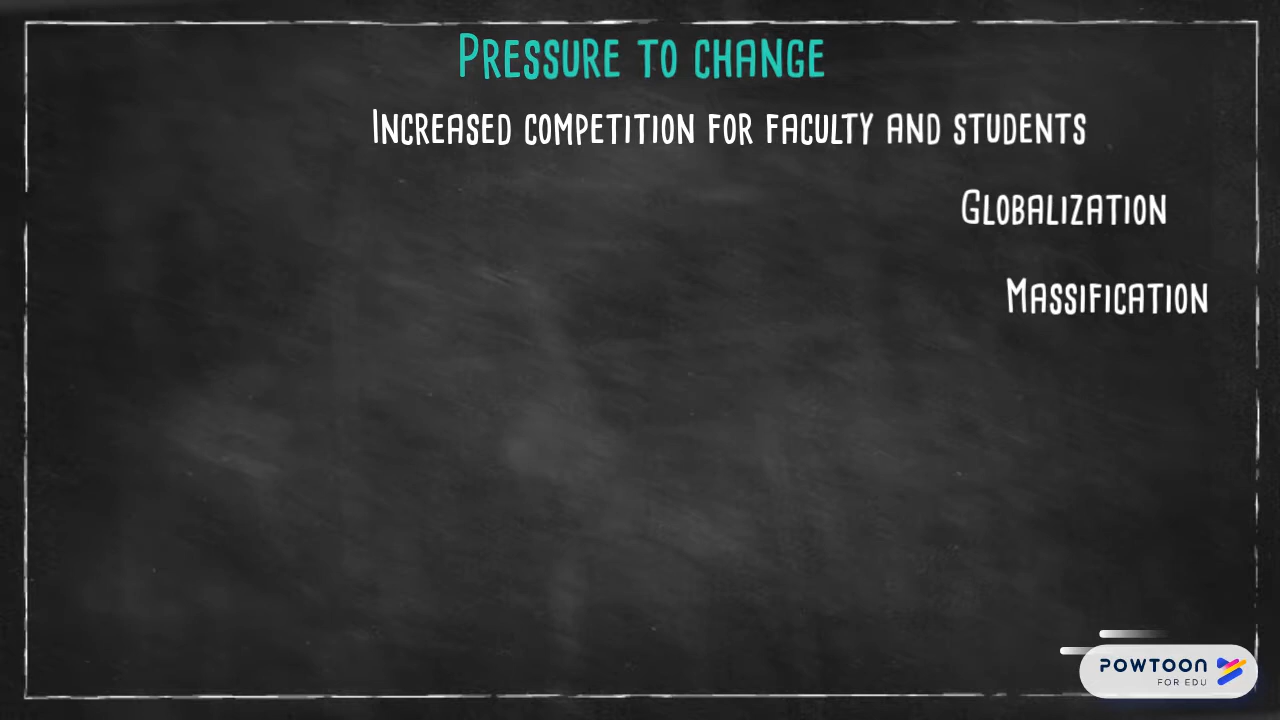 Pressure to change
Increased competition for faculty and students
Globalization
Massification
POWTOON
FOR EDU